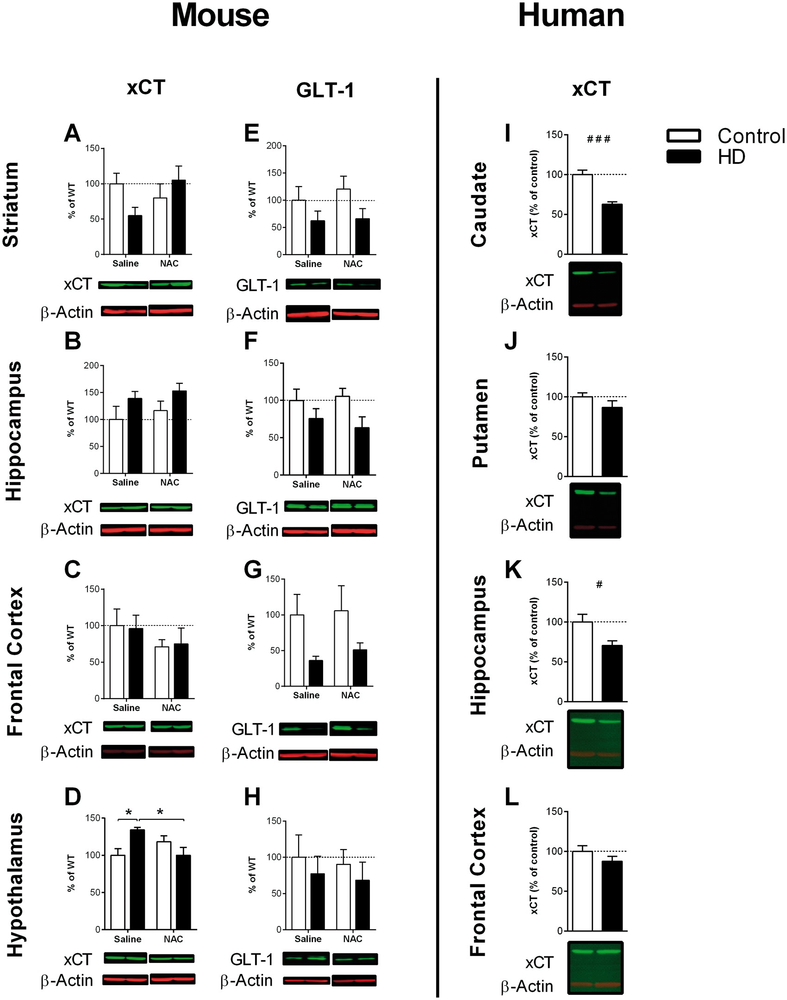 Mouse
Human
xCT
GLT-1
xCT
Striatum
A
150
100
50
0
% of WT
Saline NAC
xCT
β-Actin
E
200
150
100
50
0
% of WT
Saline NAC
GLT-1
β-Actin
Caudate
I
150
100
50
0
xCT (% of control)
###
xCT
β-Actin
Control
HD
Hippocampus
B
200
150
100
50
0
% of WT
Saline NAC
xCT
β-Actin
F
150
100
50
0
% of WT
Saline NAC
GLT-1
β-Actin
Putamen
J
150
100
50
0
xCT (% of control)
xCT
β-Actin
Frontal Cortex
C
150
100
50
0
% of WT
Saline NAC
xCT
β-Actin
G
150
100
50
0
% of WT
Saline NAC
GLT-1
β-Actin
Hippocampus
K
150
100
50
0
xCT (% of control)
#
xCT
β-Actin
Hypothalamus
D
150
100
50
0
% of WT
* *
Saline NAC
xCT
β-Actin
H
150
100
50
0
% of WT
Saline NAC
GLT-1
β-Actin
Frontal Cortex
L
150
100
50
0
xCT (% of control)
xCT
β-Actin